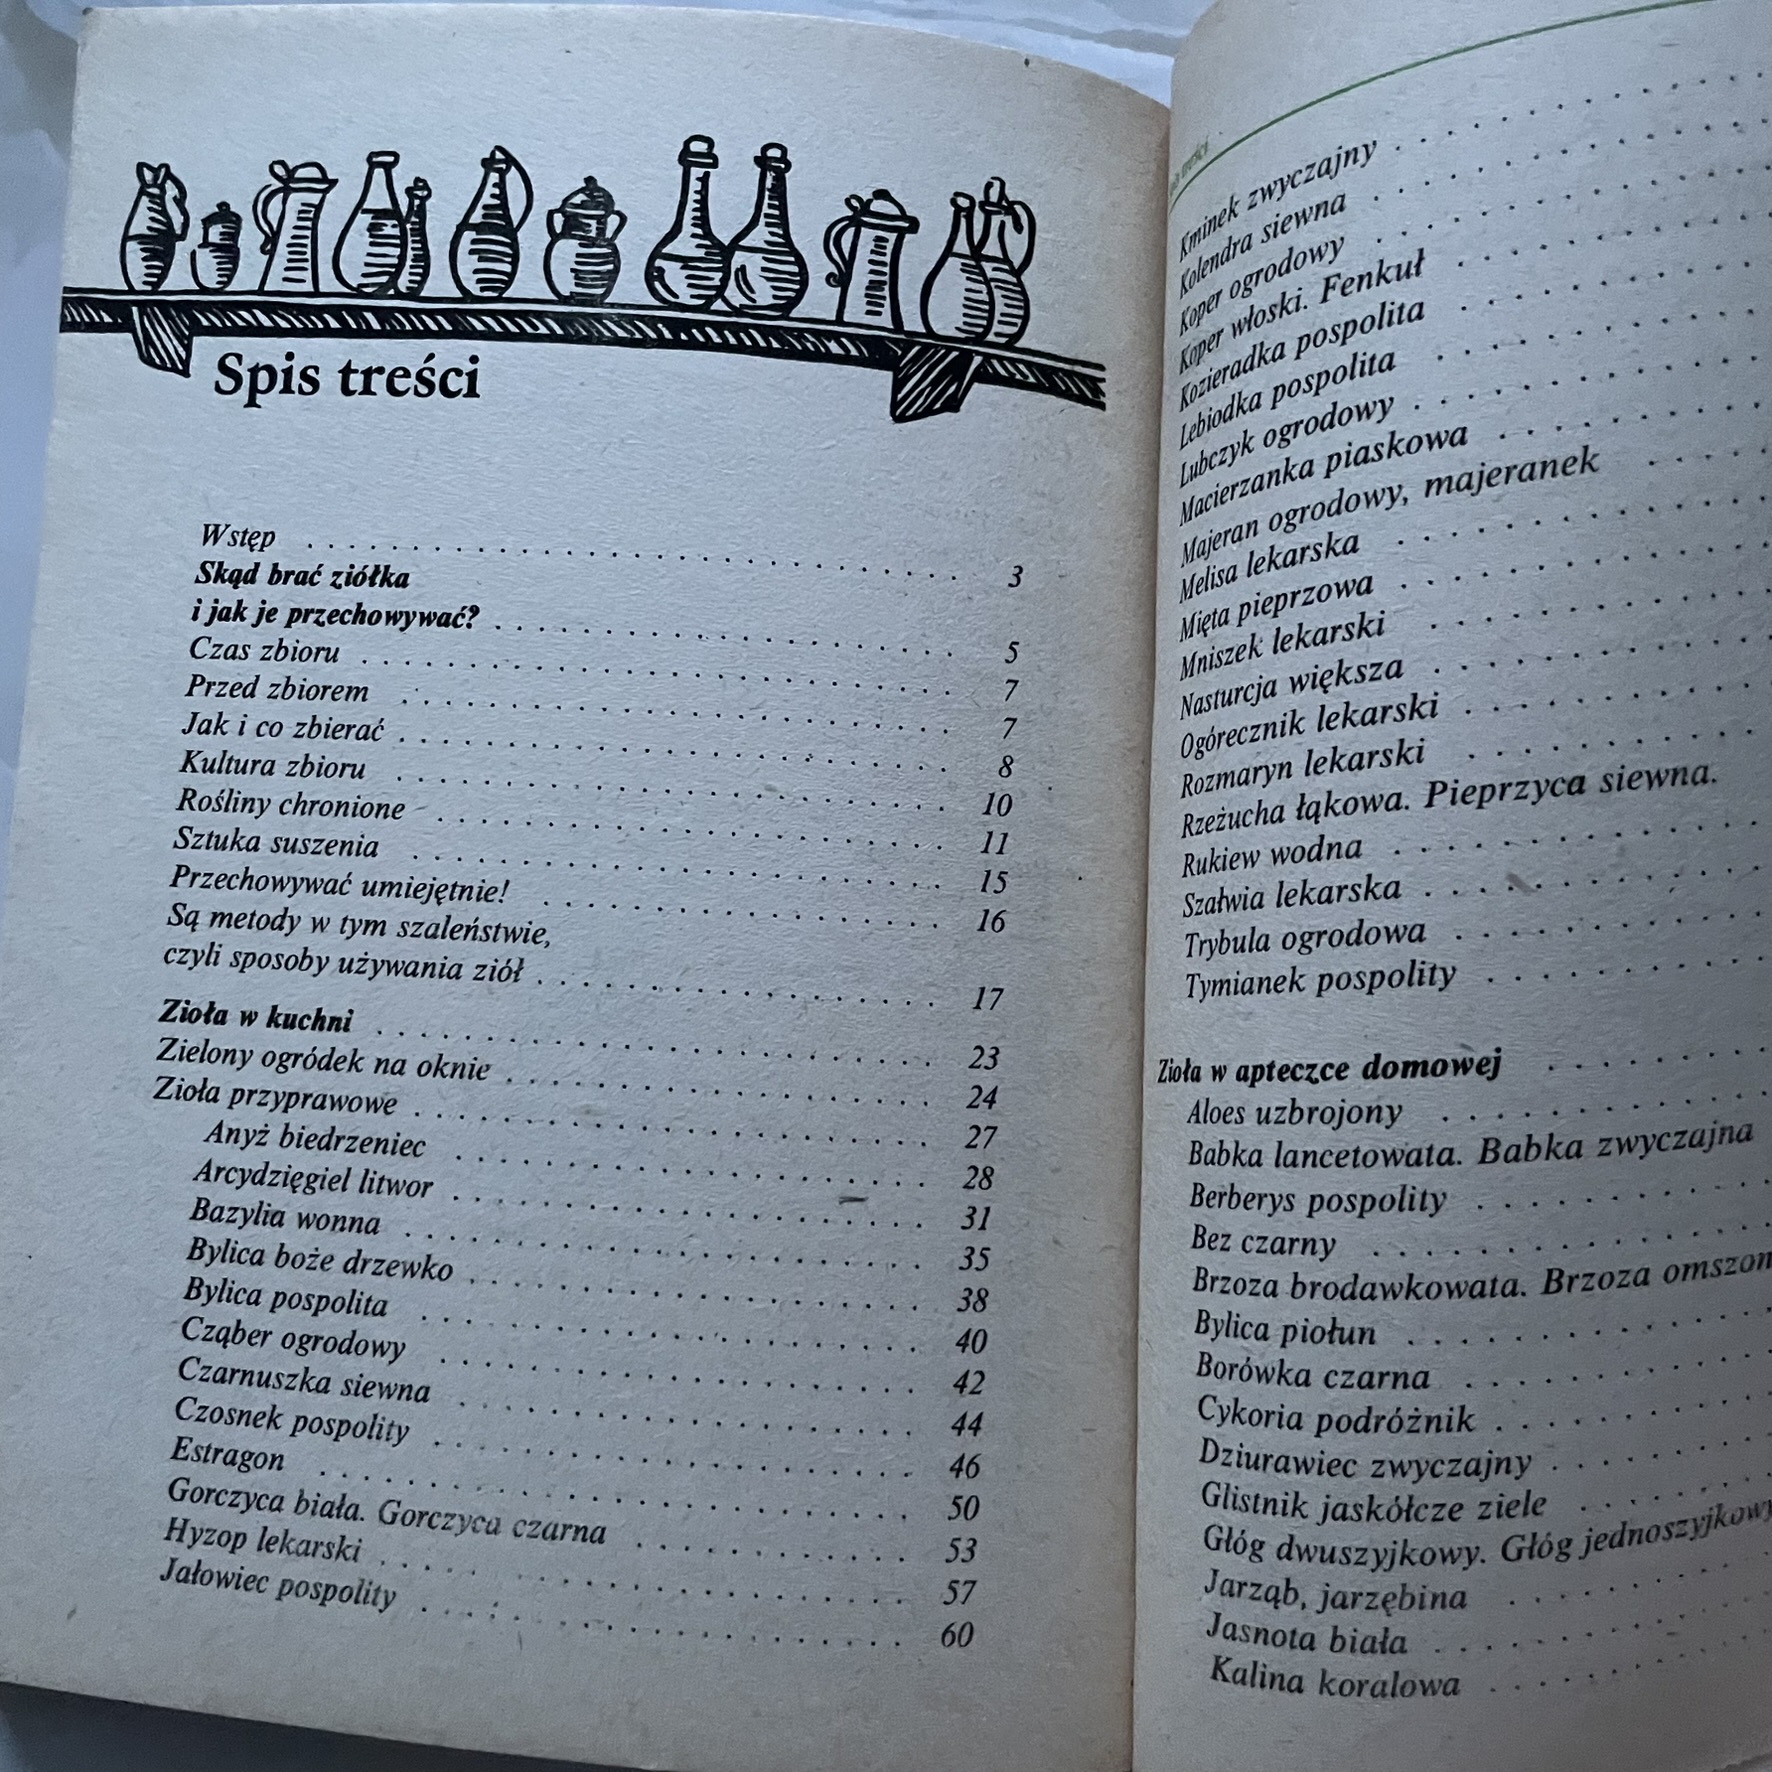 Spis treści
Wstęp . . . . . . . . . . 3
Skąd brać ziółka
i jak je przechowywać? . . . . . . . . . . 5
Czas zbioru . . . . . . . . . . 7
Przed zbiorem . . . . . . . . . . 7
Jak i co zbierać . . . . . . . . . . 8
Kultura zbioru . . . . . . . . . . 10
Rośliny chronione . . . . . . . . . . 11
Sztuka suszenia . . . . . . . . . . 15
Przechowywać umiejętnie! . . . . . . . . . . 16
Są metody w tym szaleństwie,
czyli sposoby używania ziół . . . . . . . . . . 17
Zioła w kuchni . . . . . . . . . . 23
Zielony ogródek na oknie . . . . . . . . . . 24
Zioła przyprawowe . . . . . . . . . . 27
Anyż biedrzeniec . . . . . . . . . . 28
Arcydzięgiel litwor . . . . . . . . . . 31
Bazylia wonna . . . . . . . . . . 35
Bylica boże drzewko . . . . . . . . . . 38
Bylica pospolita . . . . . . . . . . 40
Cząber ogrodowy . . . . . . . . . . 42
Czarnuszka siewna . . . . . . . . . . 44
Czosnek pospolity . . . . . . . . . . 46
Estragon . . . . . . . . . . 50
Gorczyca biała. Gorczyca czarna . . . . . . . . . . 53
Hyzop lekarski . . . . . . . . . . 57
Jałowiec pospolity . . . . . . . . . . 60
treści
Kminek zwyczajny . . . . . . . . . .
Kolendra siewna . . . . . . . . . .
Koper ogrodowy . . . . . . . . . .
Koper włoski. Fenkuł . . . . . . . . . .
Kozieradka pospolita . . . . . . . . . .
Lebiodka pospolita . . . . . . . . . .
Lubczyk ogrodowy . . . . . . . . . .
Macierzanka piaskowa . . . . . . . . . .
Majeran ogrodowy, majeranek . . . . .
Melisa lekarska . . . . . . . . . .
Mięta pieprzowa . . . . . . . . . .
Mniszek lekarski . . . . . . . . . .
Nasturcja większa . . . . . . . . . .
Ogórecznik lekarski . . . . . . . . . .
Rozmaryn lekarski . . . . . . . . . .
Rzeżucha łąkowa. Pieprzyca siewna.
Rukiew wodna . . . . . . . . . .
Szałwia lekarska . . . . . . . . . .
Trybula ogrodowa . . . . . . . . . .
Tymianek pospolity . . . . . . . . . .
Zioła w apteczce domowej . . . . . . . .
Aloes uzbrojony . . . . . . . . . .
Babka lancetowata. Babka zwyczajna
Berberys pospolity . . . . . . . . . .
Bez czarny . . . . . . . . . .
Brzoza brodawkowata. Brzoza
Bylica piołun . . . . . . . . . .
Borówka czarna . . . . . . . . . .
Cykoria podróżnik . . . . . . . . . .
Dziurawiec zwyczajny . . . . . . . . . .
Glistnik jaskółcze ziele . . . . . . . .
Głóg dwuszyjkowy. Głóg jednoszyjkowy
Jarząb, jarzębina . . . . . . . . . .
Jasnota biała . . . . . . . . . .
Kalina koralowa . . . . . . . . . .